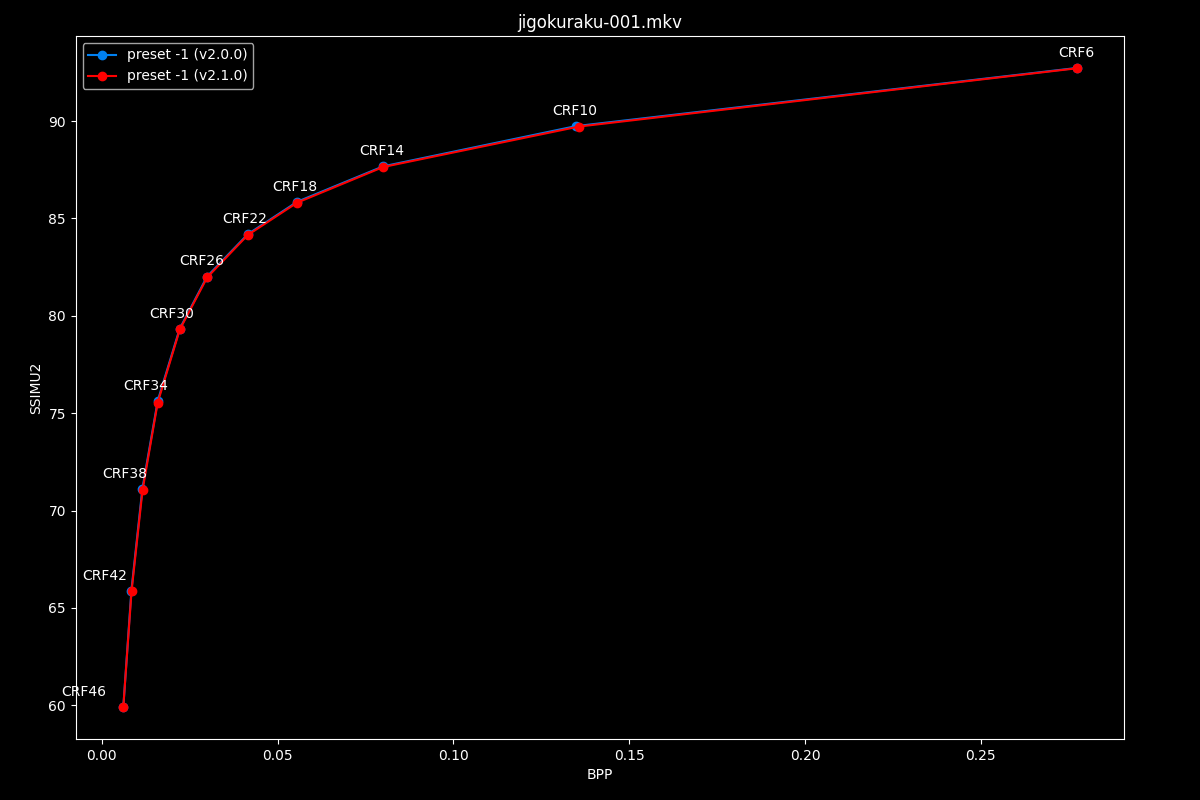 jigokuraku-001.mkv
preset -1 (v2.0.0)
preset -1 (v2.1.0)
CRF6
CRF10
CRF14
CRF18
CRF22
CRF26
CRF30
CRF34
CRF38
CRF42
CRF46
SSIMU2
90
85
80
75
70
65
60
0.00 0.05 0.10 0.15 0.20 0.25
BPP